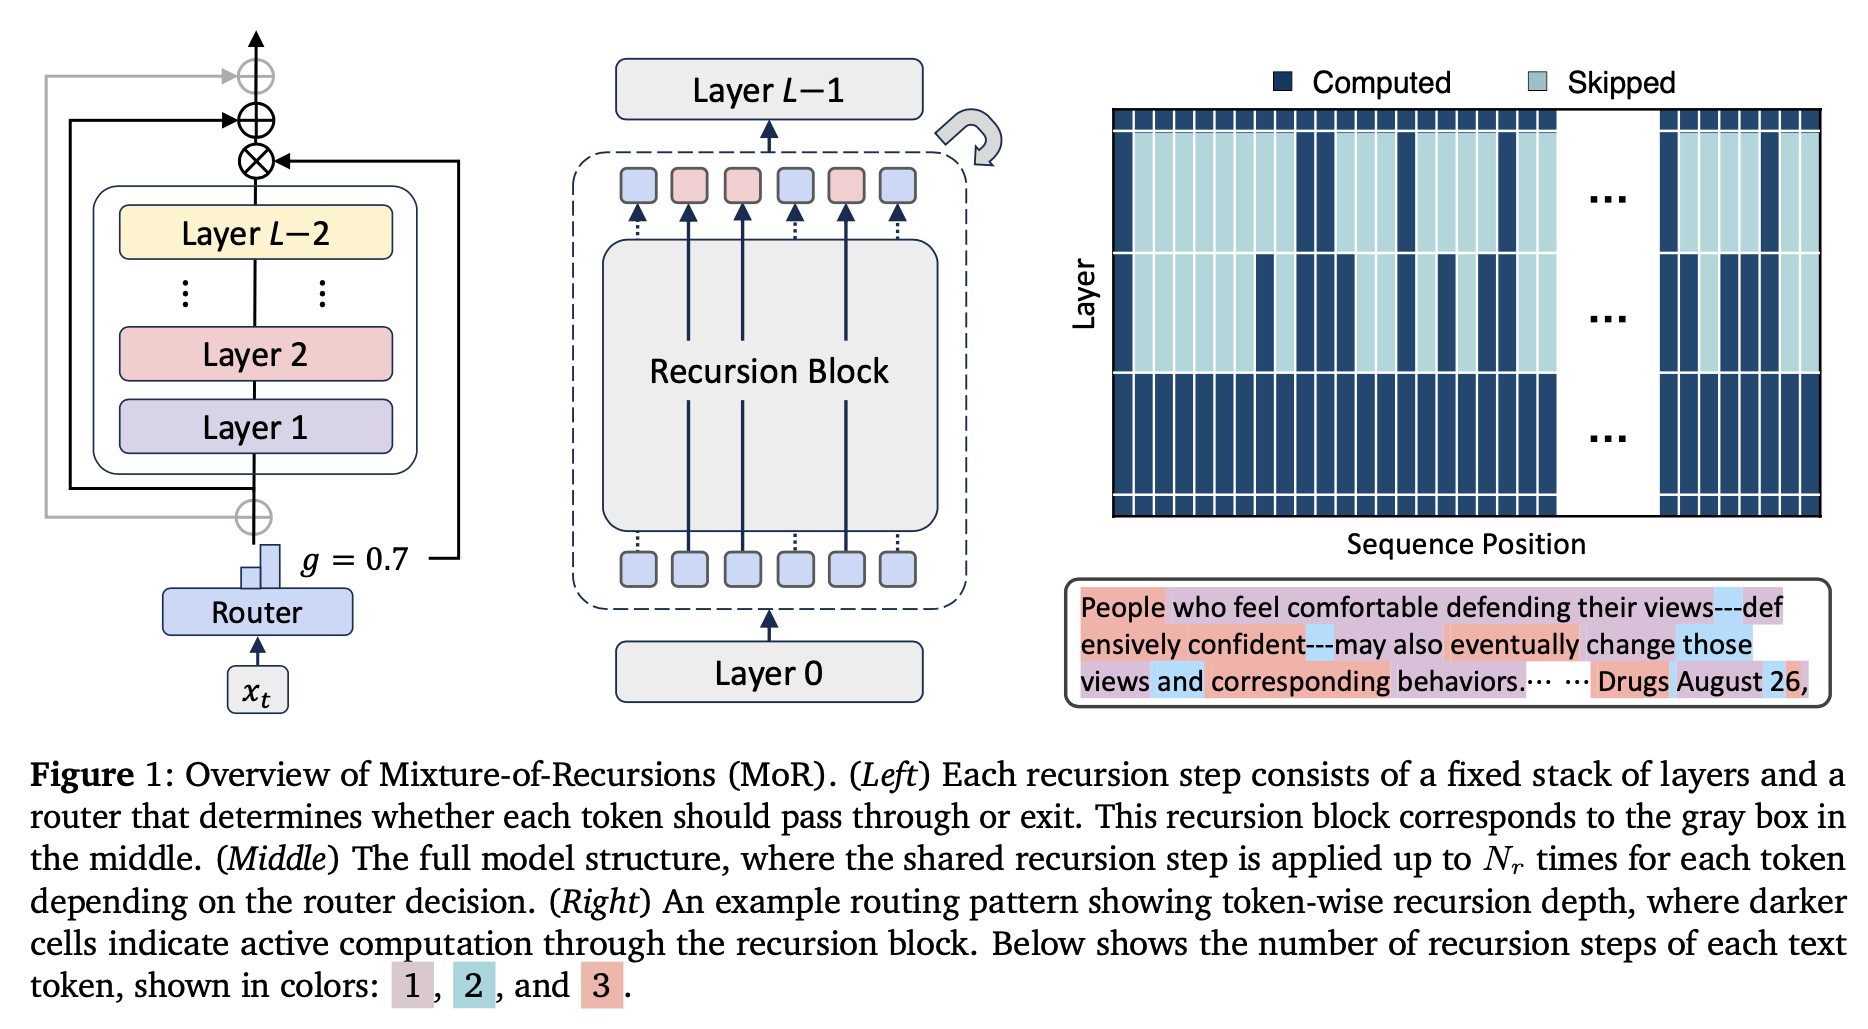 Layer L−2
Layer 2
Layer 1
g = 0.7
Router
xt
Layer L−1
Recursion Block
Layer 0
Computed
Skipped
Layer
...
...
...
Sequence Position
People who feel comfortable defending their views---def
ensively confident---may also eventually change those
views and corresponding behaviors.··· ··· Drugs August 26,
Figure 1: Overview of Mixture-of-Recursions (MoR). (Left) Each recursion step consists of a fixed stack of layers and a
router that determines whether each token should pass through or exit. This recursion block corresponds to the gray box in
the middle. (Middle) The full model structure, where the shared recursion step is applied up to Nr times for each token
depending on the router decision. (Right) An example routing pattern showing token-wise recursion depth, where darker
cells indicate active computation through the recursion block. Below shows the number of recursion steps of each text
token, shown in colors: 1, 2, and 3.